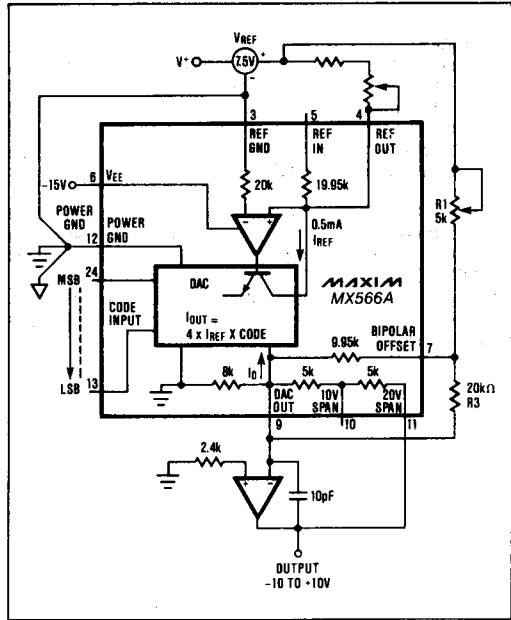 VREF
V+
7.5V
+
-
3
5
4
REF
GND
REF
IN
REF
OUT
6
VEE
-15V
20k
19.95k
-
+
0.5mA
IREF
R1
5k
POWER
GND
12
POWER
GND
24
MSB
DAC
MAXIM
MX566A
CODE
INPUT
IOUT =
4 x IREF X CODE
9.95k
BIPOLAR
OFFSET
7
LSB
13
8k
IO
5k
5k
DAC
OUT
10V
SPAN
20V
SPAN
20kΩ
R3
9
10
11
2.4k
+
-
10pF
OUTPUT
-10 TO +10V